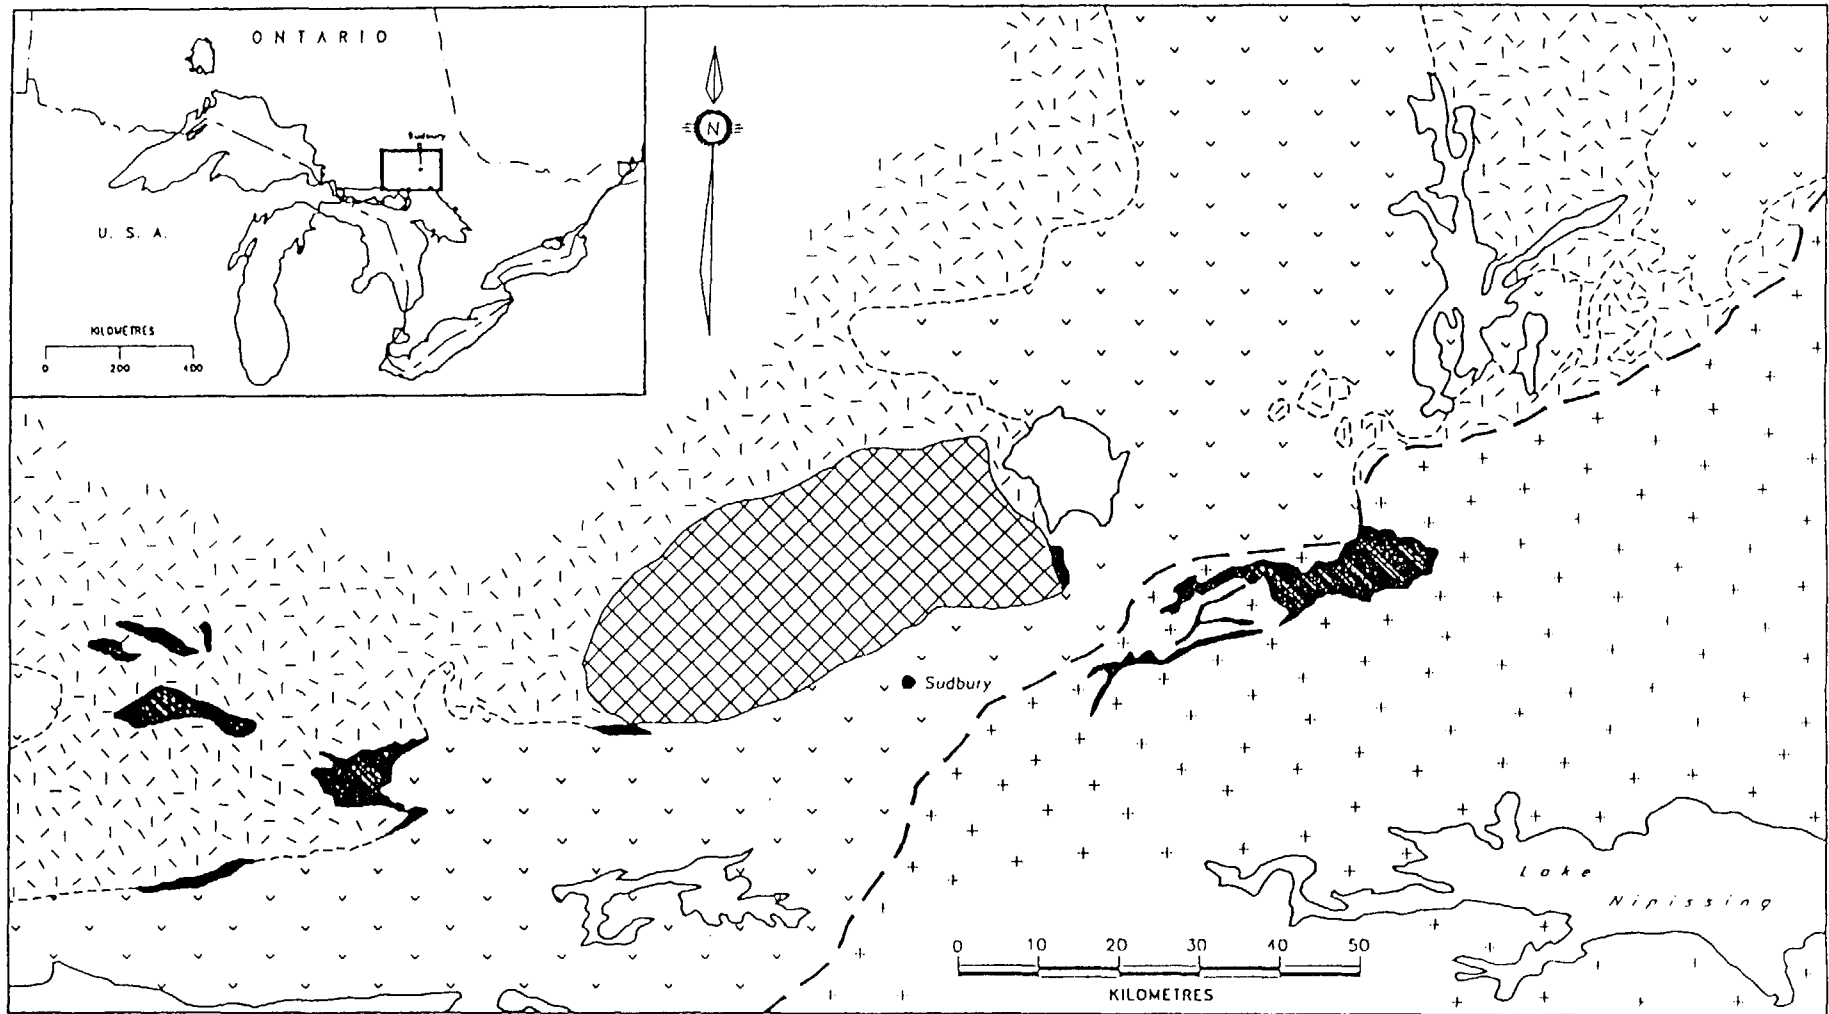 ONTARIO
Sudbury
U. S. A.
KILOMETRES
0 200 400
N
Sudbury
Lake
Nipissing
0 10 20 30 40 50
KILOMETRES